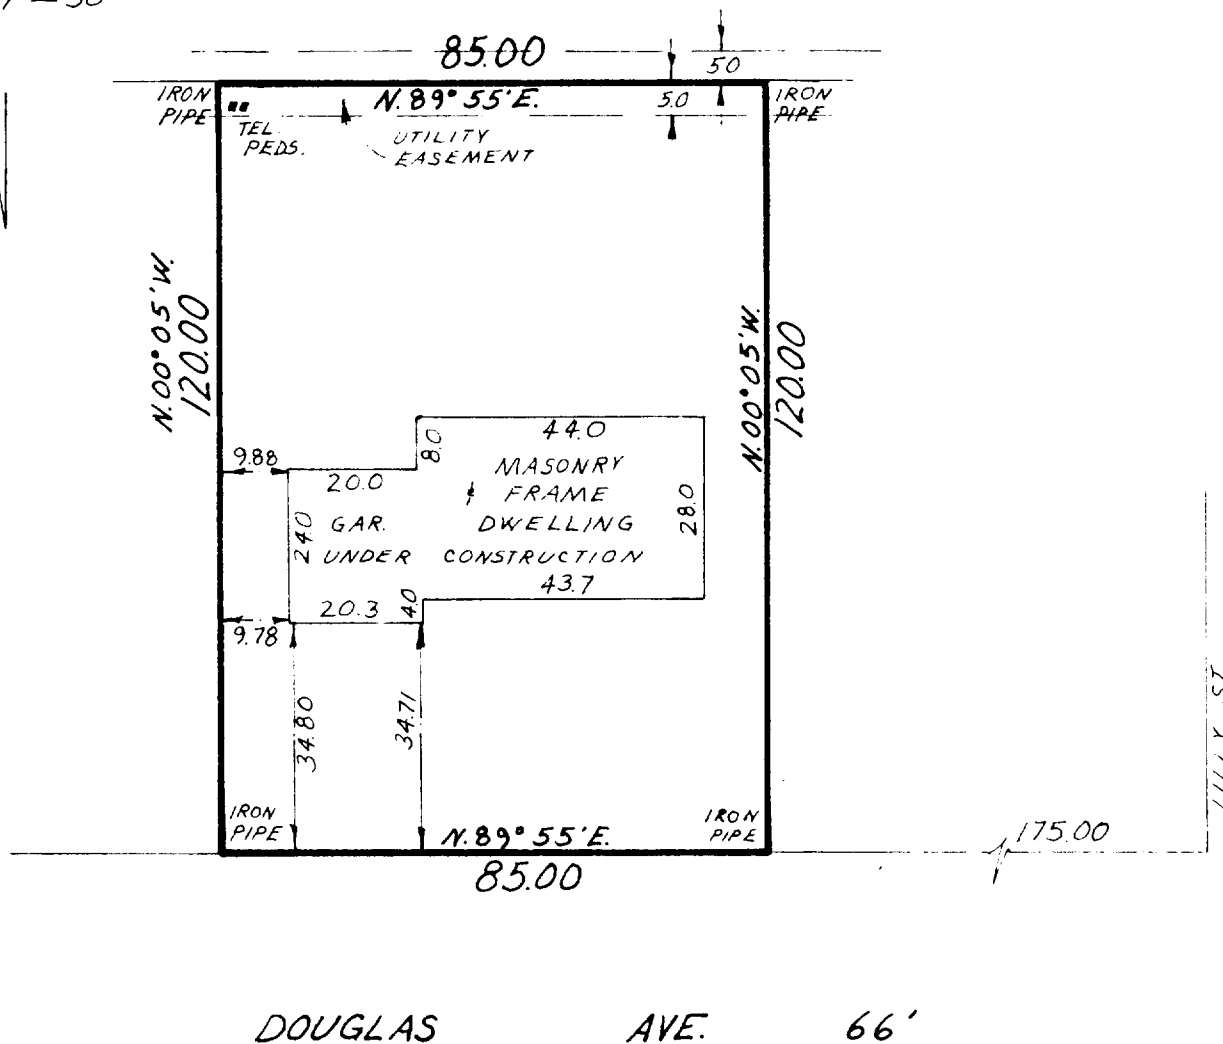 85.00
50
IRON
PIPE
N. 89° 55' E.
5.0
IRON
PIPE
TEL.
PEDS.
UTILITY
EASEMENT
N. 00° 05' W.
120.00
N. 00° 05' W.
120.00
44.0
8.0
9.88
20.0
MASONRY
& FRAME
28.0
24.0
GAR.
DWELLING
UNDER CONSTRUCTION
43.7
20.3
4.0
9.78
34.80
34.71
IRON
PIPE
N. 89° 55' E.
IRON
PIPE
85.00
175.00
ST.
DOUGLAS AVE. 66'